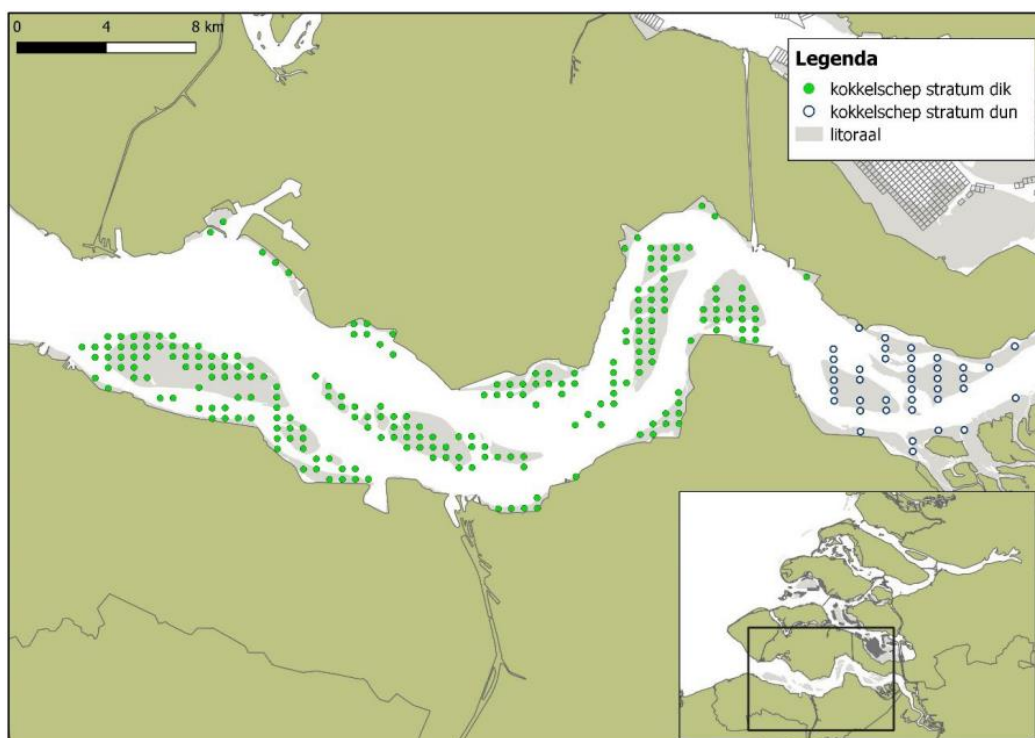 0 4 8 km
Legenda
kokkelschep stratum dik
kokkelschep stratum dun
litoraal